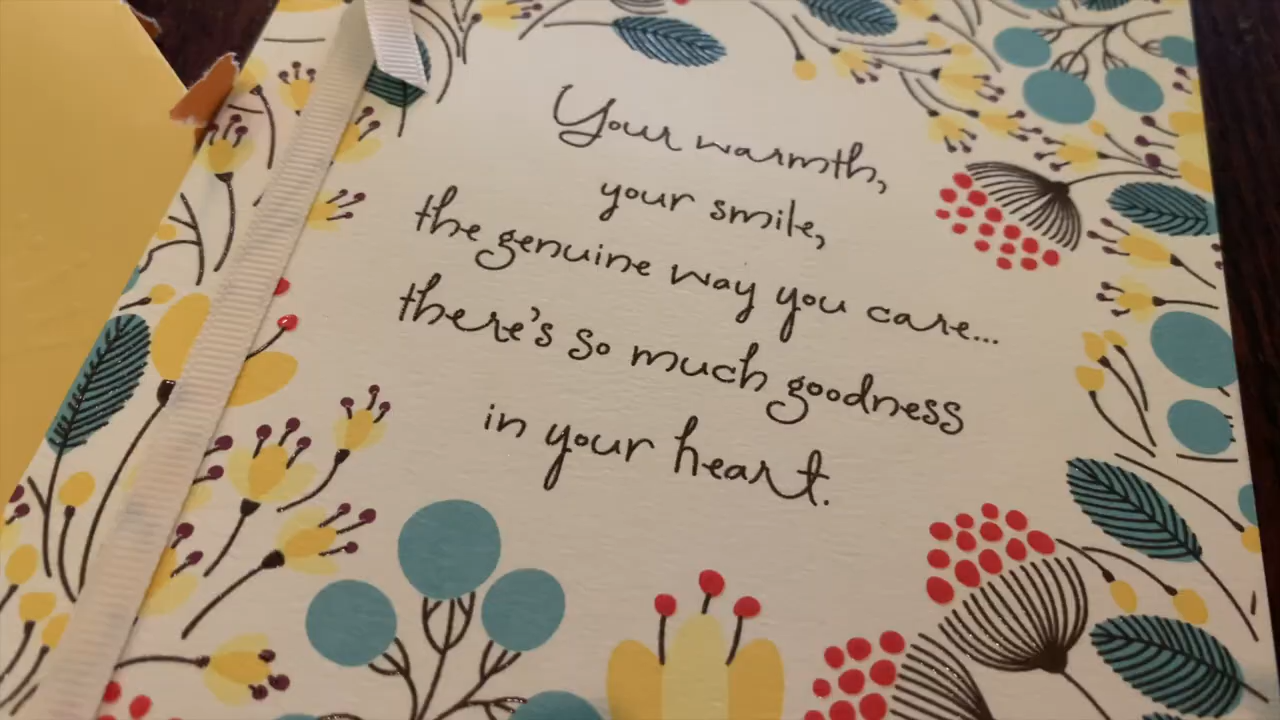 Your warmth,
your smile,
the genuine way you care...
there's so much goodness
in your heart.